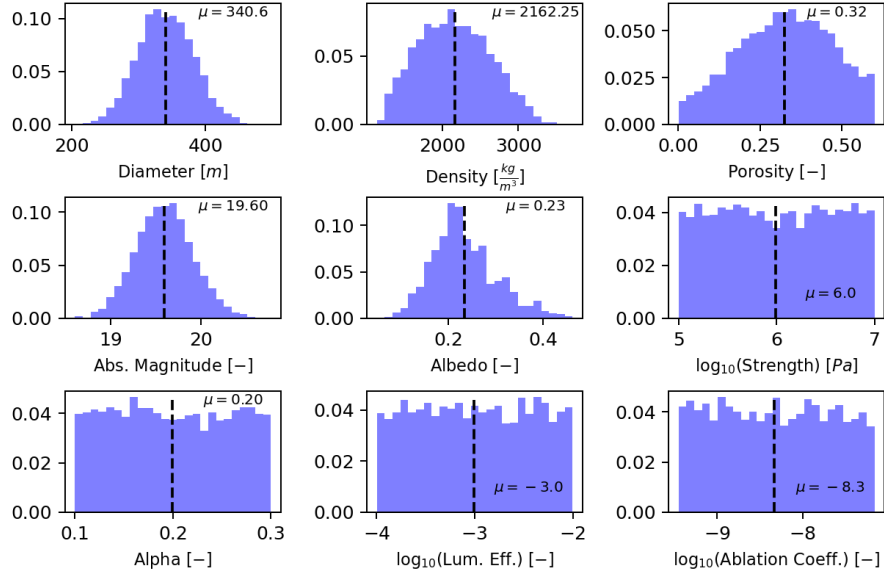 0.10
0.05
0.00
μ = 340.6
200
400
Diameter [m]
0.05
0.00
μ = 2162.25
2000
3000
Density [kg/m³]
0.050
0.025
0.000
μ = 0.32
0.00
0.25
0.50
Porosity [−]
0.10
0.05
0.00
μ = 19.60
19
20
Abs. Magnitude [−]
0.10
0.05
0.00
μ = 0.23
0.2
0.4
Albedo [−]
0.04
0.02
0.00
μ = 6.0
5
6
7
log₁₀(Strength) [Pa]
0.04
0.02
0.00
μ = 0.20
0.1
0.2
0.3
Alpha [−]
0.04
0.02
0.00
μ = −3.0
−4
−3
−2
log₁₀(Lum. Eff.) [−]
0.04
0.02
0.00
μ = −8.3
−9
−8
log₁₀(Ablation Coeff.) [−]